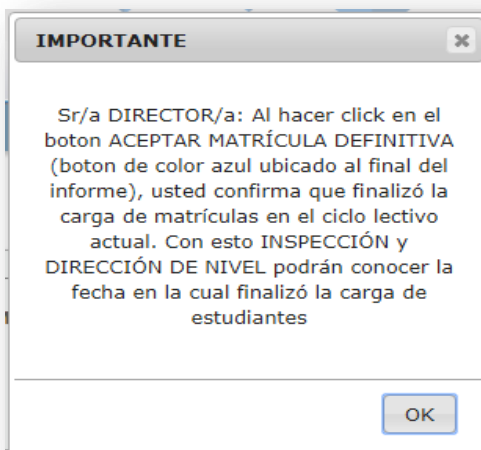 IMPORTANTE
Sr/a DIRECTOR/a: Al hacer click en el
boton ACEPTAR MATRÍCULA DEFINITIVA
(boton de color azul ubicado al final del
informe), usted confirma que finalizó la
carga de matrículas en el ciclo lectivo
actual. Con esto INSPECCIÓN y
DIRECCIÓN DE NIVEL podrán conocer la
fecha en la cual finalizó la carga de
estudiantes
OK